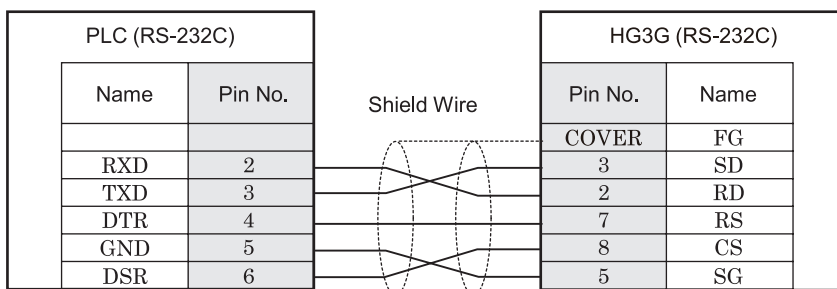 PLC (RS-232C) HG3G (RS-232C)
Name Pin No. Shield Wire Pin No. Name
COVER FG
RXD 2 3 SD
TXD 3 2 RD
DTR 4 7 RS
GND 5 8 CS
DSR 6 5 SG